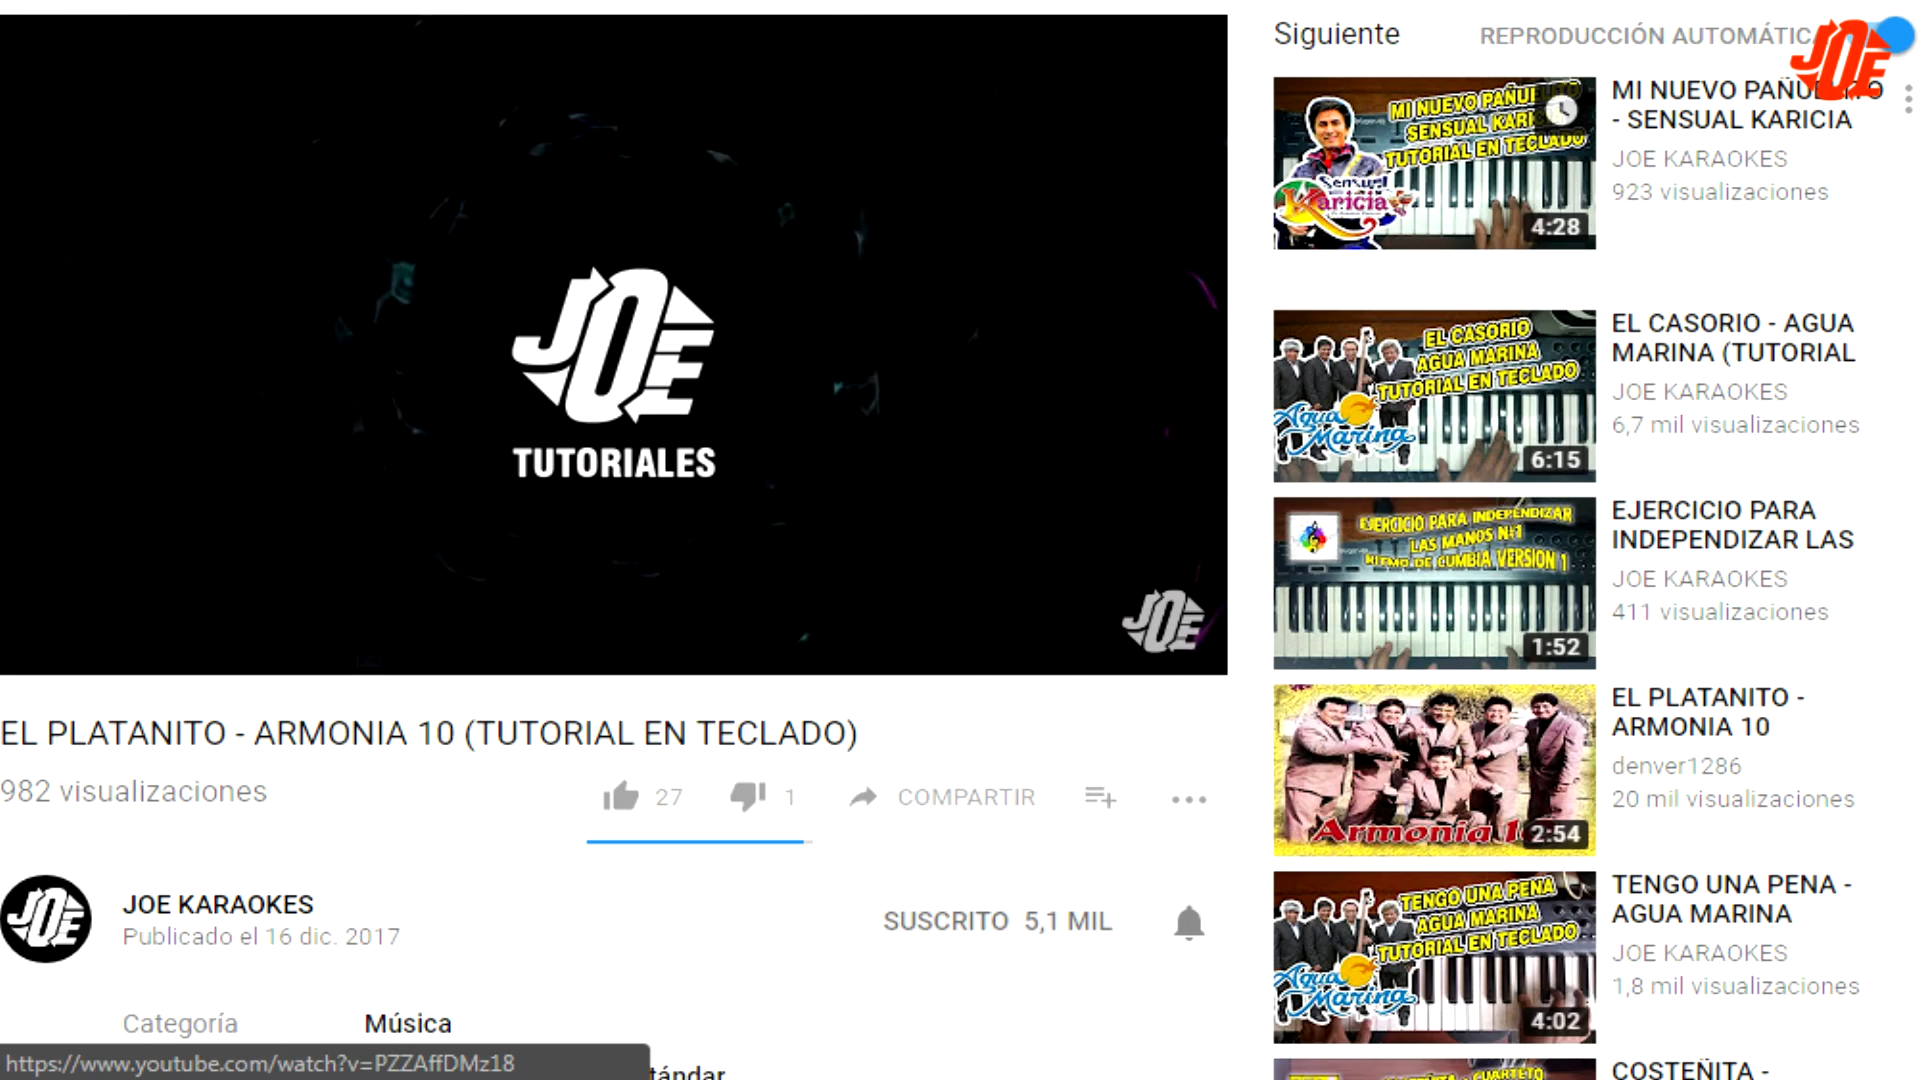 JOE
TUTORIALES
JOE
EL PLATANITO - ARMONIA 10 (TUTORIAL EN TECLADO)
982 visualizaciones
27
1
COMPARTIR
JOE
JOE KARAOKES
Publicado el 16 dic. 2017
SUSCRITO 5,1 MIL
Categoría
Música
https://www.youtube.com/watch?v=PZZAffDMz18
Siguiente
REPRODUCCIÓN AUTOMÁTICA
JOE
MI NUEVO
SENSUAL
TUTORIAL EN TECLADO
Sensual
Karicia
4:28
MI NUEVO
- SENSUAL KARICIA
JOE KARAOKES
923 visualizaciones
EL CASORIO
AGUA MARINA
TUTORIAL EN TECLADO
Agua
Marina
6:15
EL CASORIO - AGUA
MARINA (TUTORIAL
JOE KARAOKES
6,7 mil visualizaciones
EJERCICIO PARA INDEPENDIZAR
LAS MANOS N#1
RITMO DE CUMBIA VERSION 1
1:52
EJERCICIO PARA
INDEPENDIZAR LAS
JOE KARAOKES
411 visualizaciones
Armonia 1
2:54
EL PLATANITO -
ARMONIA 10
denver1286
20 mil visualizaciones
TENGO UNA PENA
AGUA MARINA
TUTORIAL EN TECLADO
Agua
Marina
4:02
TENGO UNA PENA -
AGUA MARINA
JOE KARAOKES
1,8 mil visualizaciones
CUARTETO
COSTEÑITA -